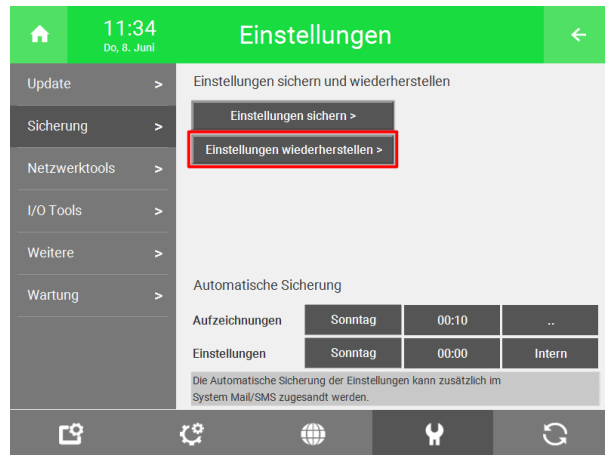 11:34
Do, 8. Juni
Einstellungen
Update >
Sicherung >
Netzwerktools >
I/O Tools >
Weitere >
Wartung >
Einstellungen sichern und wiederherstellen
Einstellungen sichern >
Einstellungen wiederherstellen >
Automatische Sicherung
Aufzeichnungen Sonntag 00:10 ..
Einstellungen Sonntag 00:00 Intern
Die Automatische Sicherung der Einstellungen kann zusätzlich im
System Mail/SMS zugesandt werden.